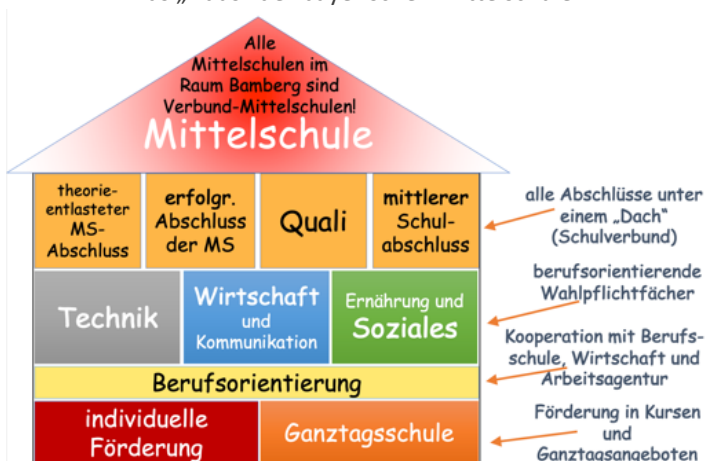 Alle
Mittelschulen im
Raum Bamberg sind
Verbund-Mittelschulen!
Mittelschule
theorie-
entlasteter
MS-
Abschluss
erfolgr.
Abschluss
der MS
Quali
mittlerer
Schul-
abschluss
alle Abschlüsse unter
einem „Dach“
(Schulverbund)
Technik
Wirtschaft
und
Kommunikation
Ernährung und
Soziales
berufsorientierende
Wahlpflichtfächer
Berufsorientierung
Kooperation mit Berufs-
schule, Wirtschaft und
Arbeitsagentur
individuelle
Förderung
Ganztagsschule
Förderung in Kursen
und
Ganztagsangeboten